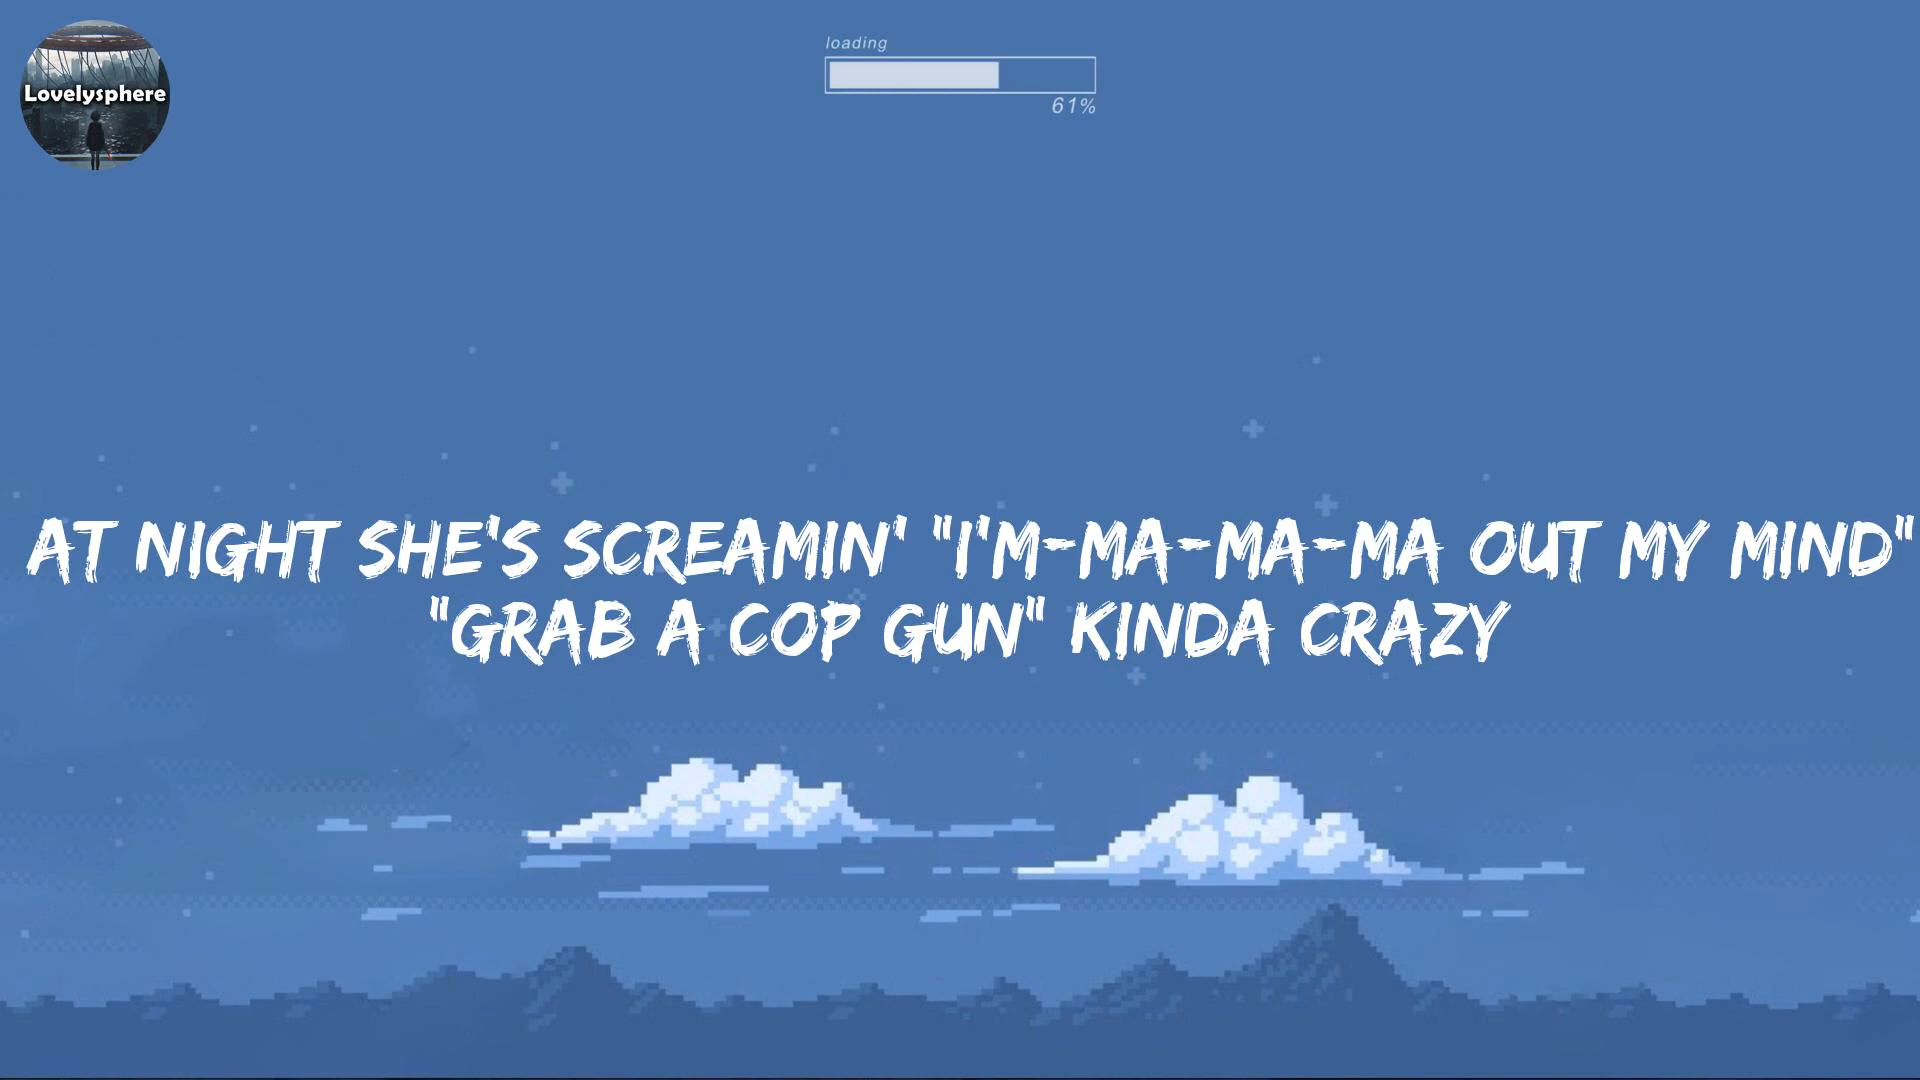 Lovelysphere
loading
61%
AT NIGHT SHE'S SCREAMIN' "I'M-MA-MA-MA OUT MY MIND"
"GRAB A COP GUN" KINDA CRAZY